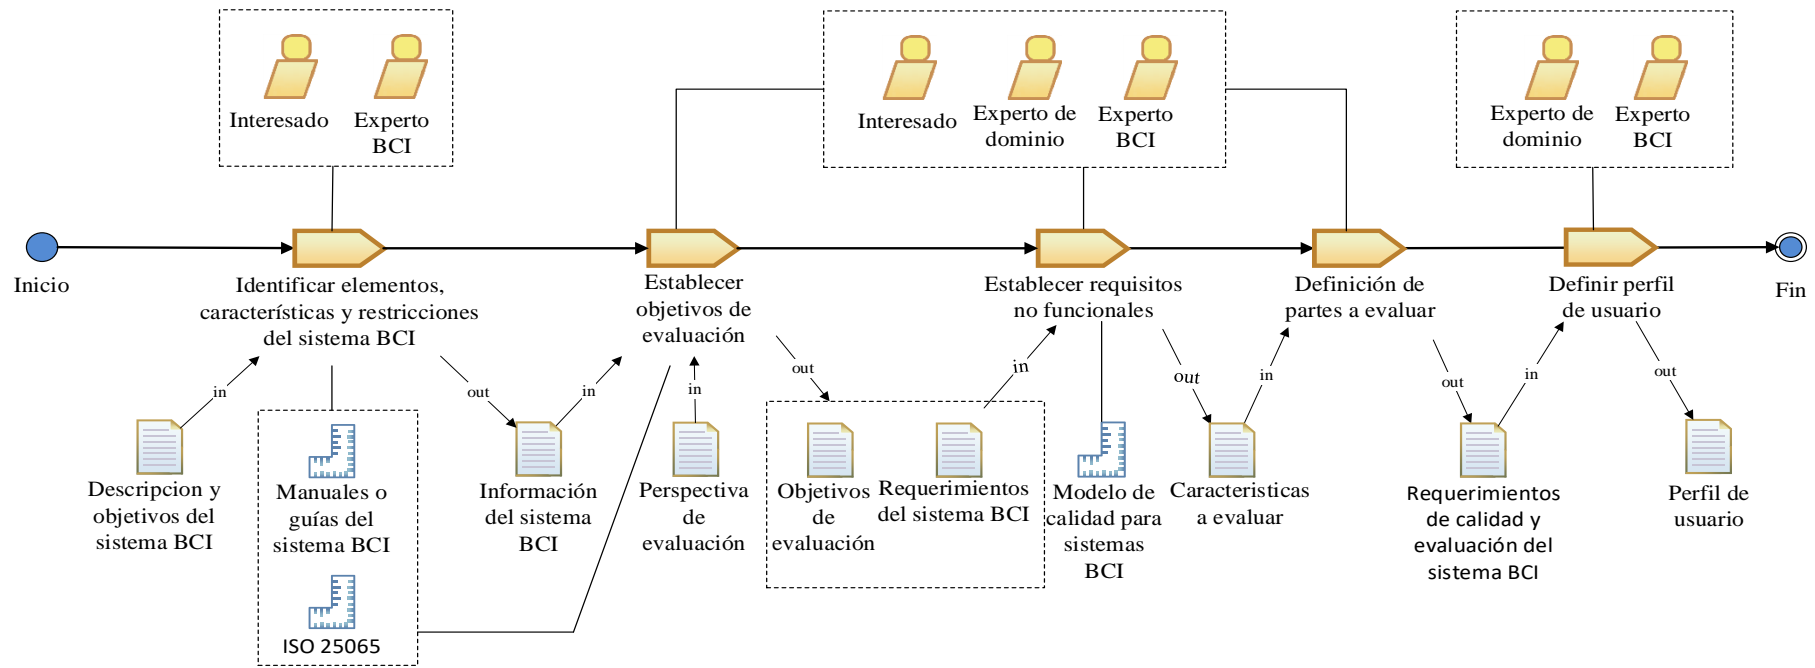 Interesado
Experto
BCI
Interesado
Experto de
dominio
Experto
BCI
Experto de
dominio
Experto
BCI
Inicio
Identificar elementos,
características y restricciones
del sistema BCI
Establecer
objetivos de
evaluación
Establecer requisitos
no funcionales
Definición de
partes a evaluar
Definir perfil
de usuario
Fin
in
out
in
in
out
in
out
in
out
in
out
Descripcion y
objetivos del
sistema BCI
Manuales o
guías del
sistema BCI
ISO 25065
Información
del sistema
BCI
Perspectiva
de
evaluación
Objetivos
de
evaluación
Requerimientos
del sistema BCI
Modelo de
calidad para
sistemas
BCI
Caracteristicas
a evaluar
Requerimientos
de calidad y
evaluación del
sistema BCI
Perfil de
usuario